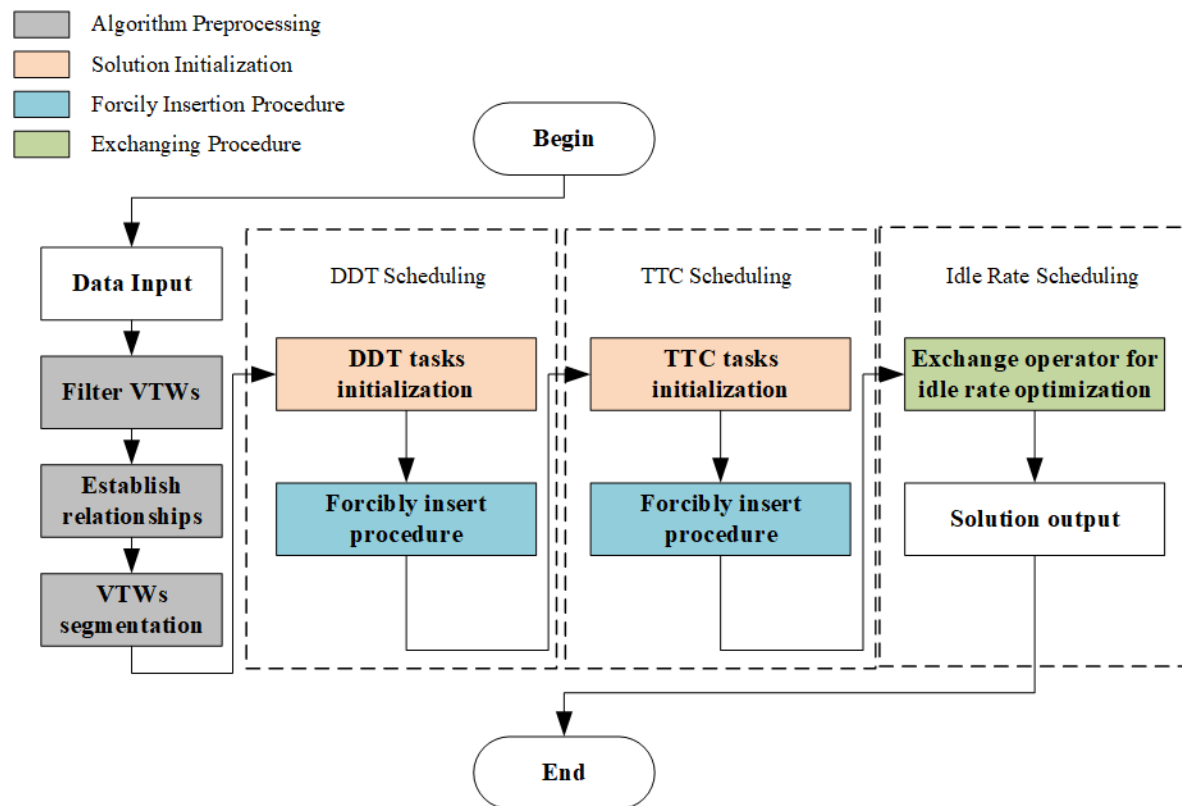 Algorithm Preprocessing
Solution Initialization
Forcily Insertion Procedure
Exchanging Procedure
Begin
Data Input
Filter VTWs
Establish
relationships
VTWs
segmentation
DDT Scheduling
DDT tasks
initialization
Forcibly insert
procedure
TTC Scheduling
TTC tasks
initialization
Forcibly insert
procedure
Idle Rate Scheduling
Exchange operator for
idle rate optimization
Solution output
End